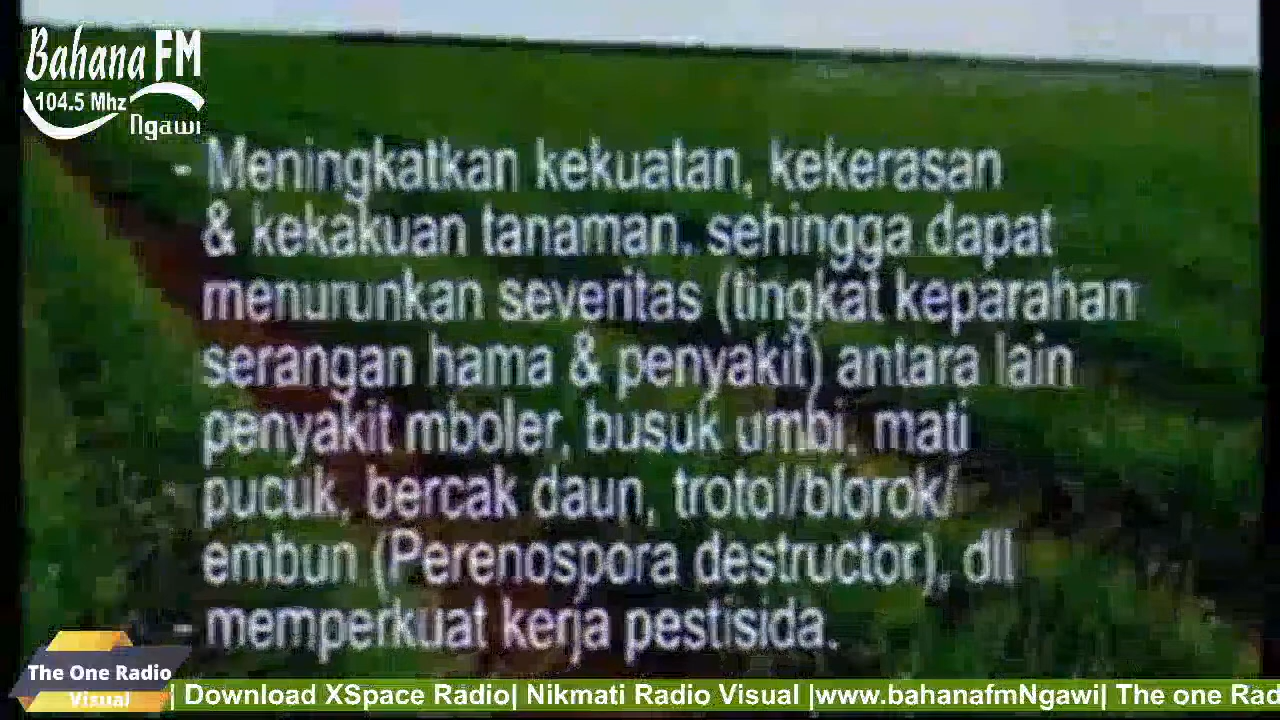 Bahana FM
104.5 Mhz
Ngawi
- Meningkatkan kekuatan, kekerasan
& kekakuan tanaman, sehingga dapat
menurunkan severitas (tingkat keparahan
serangan hama & penyakit) antara lain
penyakit mboler, busuk umbi, mati
pucuk, bercak daun, trotol/blorok/
embun (Perenospora destructor), dll
- memperkuat kerja pestisida.
The One Radio
Visual
| Download XSpace Radio| Nikmati Radio Visual |www.bahanafmNgawi| The one Rad